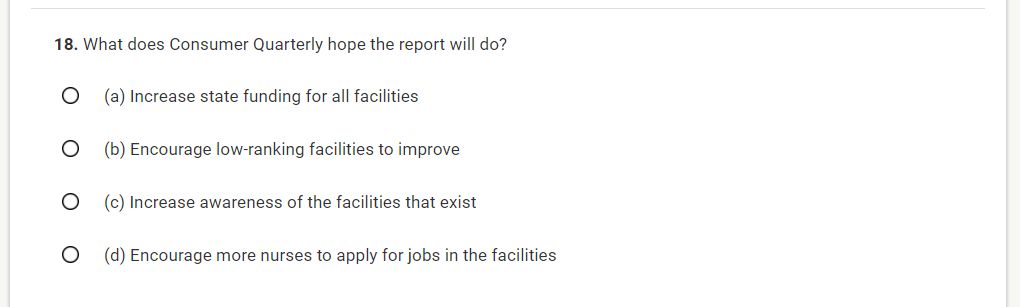 18. What does Consumer Quarterly hope the report will do?
(a) Increase state funding for all facilities
(b) Encourage low-ranking facilities to improve
(c) Increase awareness of the facilities that exist
(d) Encourage more nurses to apply for jobs in the facilities